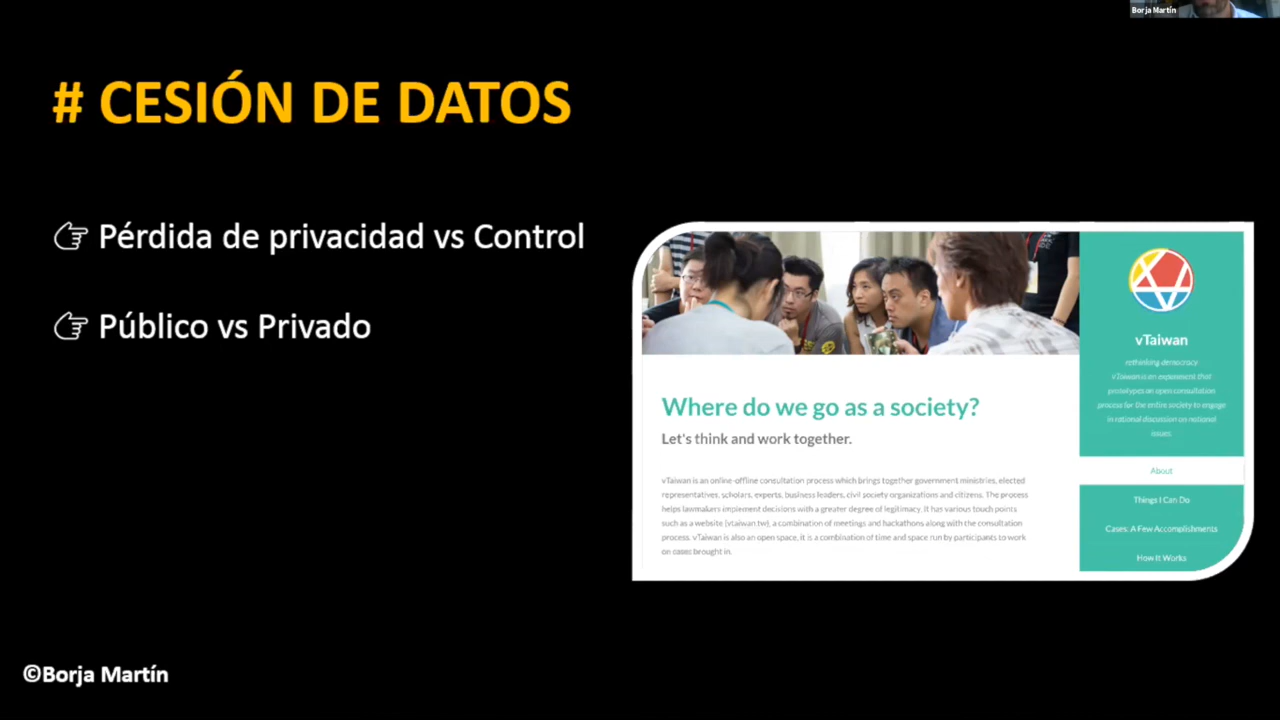 Borja Martín
# CESIÓN DE DATOS
👉 Pérdida de privacidad vs Control
👉 Público vs Privado
vTaiwan
rethinking democracy
vTaiwan is an experiment that
prototypes an open consultation
process for the entire society to engage
in rational discussion on national
issues.
Where do we go as a society?
Let's think and work together.
vTaiwan is an online-offline consultation process which brings together government ministries, elected
representatives, scholars, experts, business leaders, civil society organizations and citizens. The process
helps lawmakers implement decisions with a greater degree of legitimacy. It has various touch points
such as a website (vtaiwan.tw), a combination of meetings and hackathons along with the consultation
process. vTaiwan is also an open space, it is a combination of time and space run by participants to work
on cases brought in.
About
Things I Can Do
Cases: A Few Accomplishments
How It Works
©Borja Martín